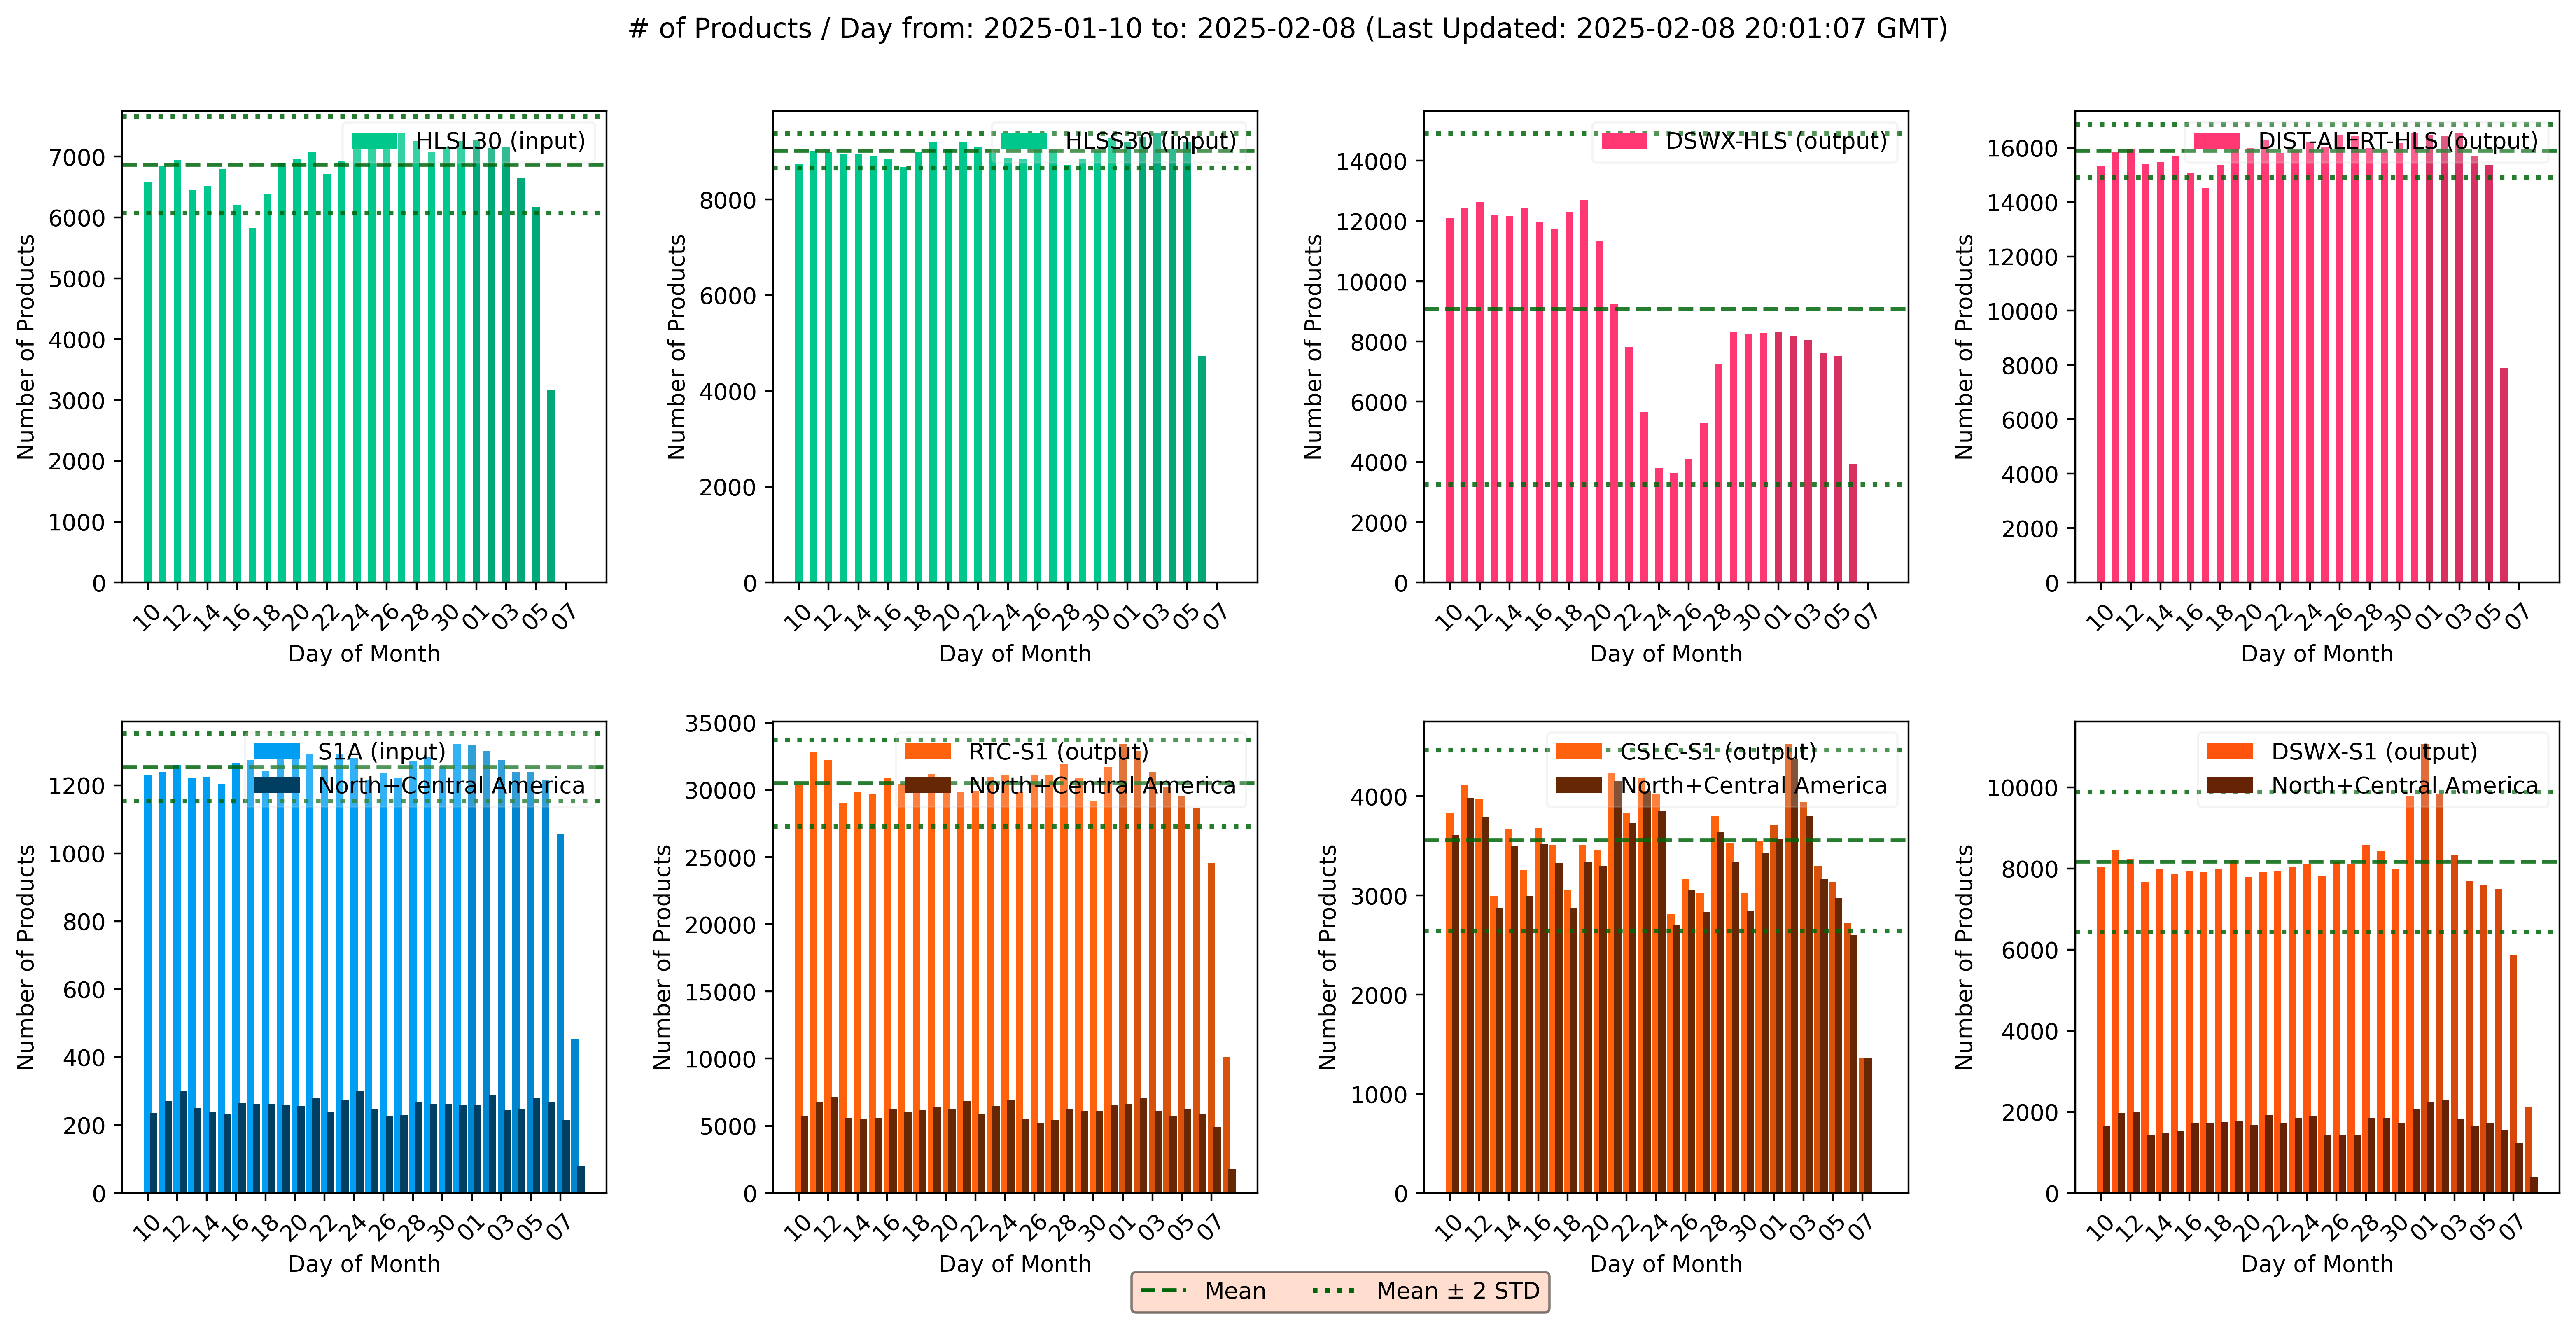 # of Products / Day from: 2025-01-10 to: 2025-02-08 (Last Updated: 2025-02-08 20:01:07 GMT)
HLSL30 (input)
Number of Products
7000
6000
5000
4000
3000
2000
1000
0
10 12 14 16 18 20 22 24 26 28 30 01 03 05 07
Day of Month
HLSS30 (input)
Number of Products
8000
6000
4000
2000
0
10 12 14 16 18 20 22 24 26 28 30 01 03 05 07
Day of Month
DSWX-HLS (output)
Number of Products
14000
12000
10000
8000
6000
4000
2000
0
10 12 14 16 18 20 22 24 26 28 30 01 03 05 07
Day of Month
DIST-ALERT-HLS (output)
Number of Products
16000
14000
12000
10000
8000
6000
4000
2000
0
10 12 14 16 18 20 22 24 26 28 30 01 03 05 07
Day of Month
S1A (input)
North+Central America
Number of Products
1200
1000
800
600
400
200
0
10 12 14 16 18 20 22 24 26 28 30 01 03 05 07
Day of Month
RTC-S1 (output)
North+Central America
Number of Products
35000
30000
25000
20000
15000
10000
5000
0
10 12 14 16 18 20 22 24 26 28 30 01 03 05 07
Day of Month
CSLC-S1 (output)
North+Central America
Number of Products
4000
3000
2000
1000
0
10 12 14 16 18 20 22 24 26 28 30 01 03 05 07
Day of Month
DSWX-S1 (output)
North+Central America
Number of Products
10000
8000
6000
4000
2000
0
10 12 14 16 18 20 22 24 26 28 30 01 03 05 07
Day of Month
Mean
Mean ± 2 STD